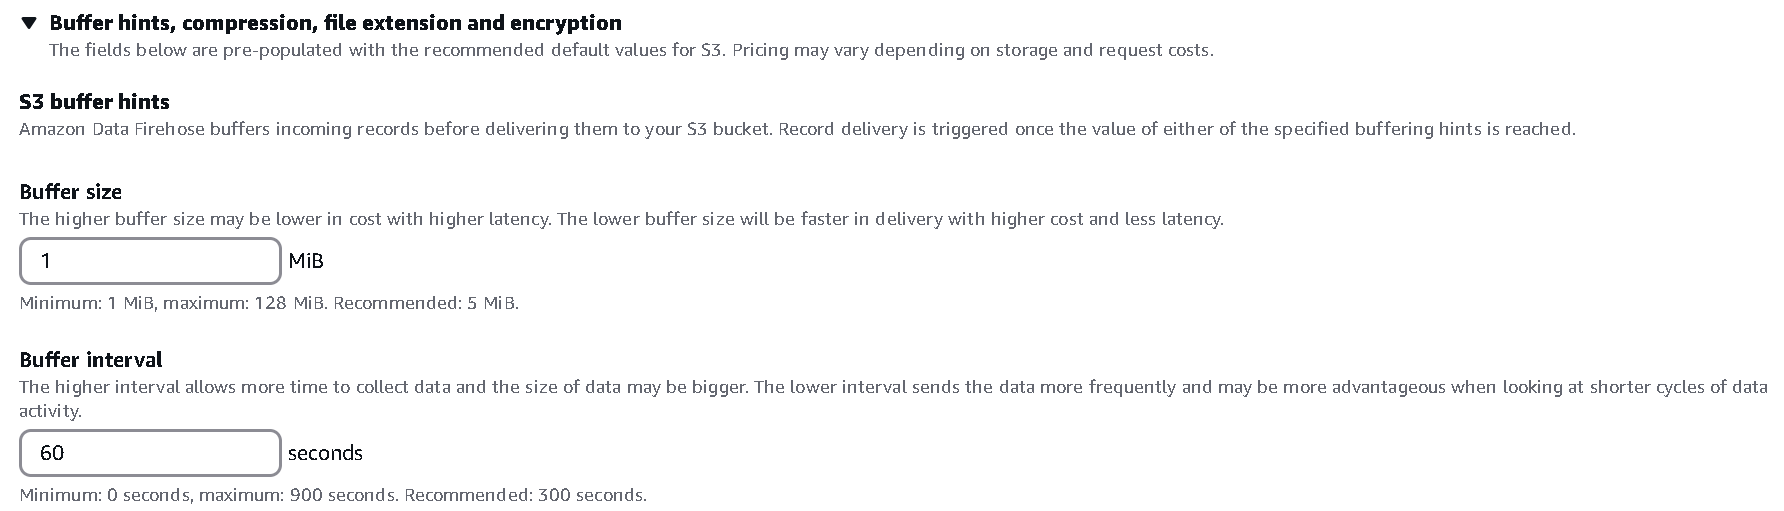 ▼ Buffer hints, compression, file extension and encryption
The fields below are pre-populated with the recommended default values for S3. Pricing may vary depending on storage and request costs.
S3 buffer hints
Amazon Data Firehose buffers incoming records before delivering them to your S3 bucket. Record delivery is triggered once the value of either of the specified buffering hints is reached.
Buffer size
The higher buffer size may be lower in cost with higher latency. The lower buffer size will be faster in delivery with higher cost and less latency.
1 MiB
Minimum: 1 MiB, maximum: 128 MiB. Recommended: 5 MiB.
Buffer interval
The higher interval allows more time to collect data and the size of data may be bigger. The lower interval sends the data more frequently and may be more advantageous when looking at shorter cycles of data
activity.
60 seconds
Minimum: 0 seconds, maximum: 900 seconds. Recommended: 300 seconds.